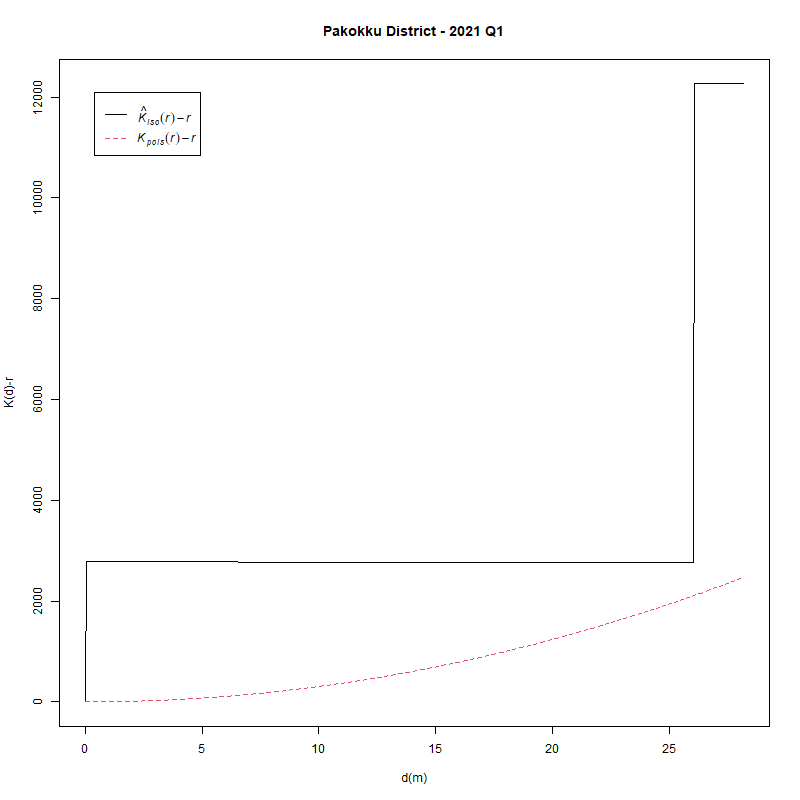 Pakokku District - 2021 Q1
K̂iso(r) − r
Kpois(r) − r
K(d)-r
12000
10000
8000
6000
4000
2000
0
0 5 10 15 20 25
d(m)